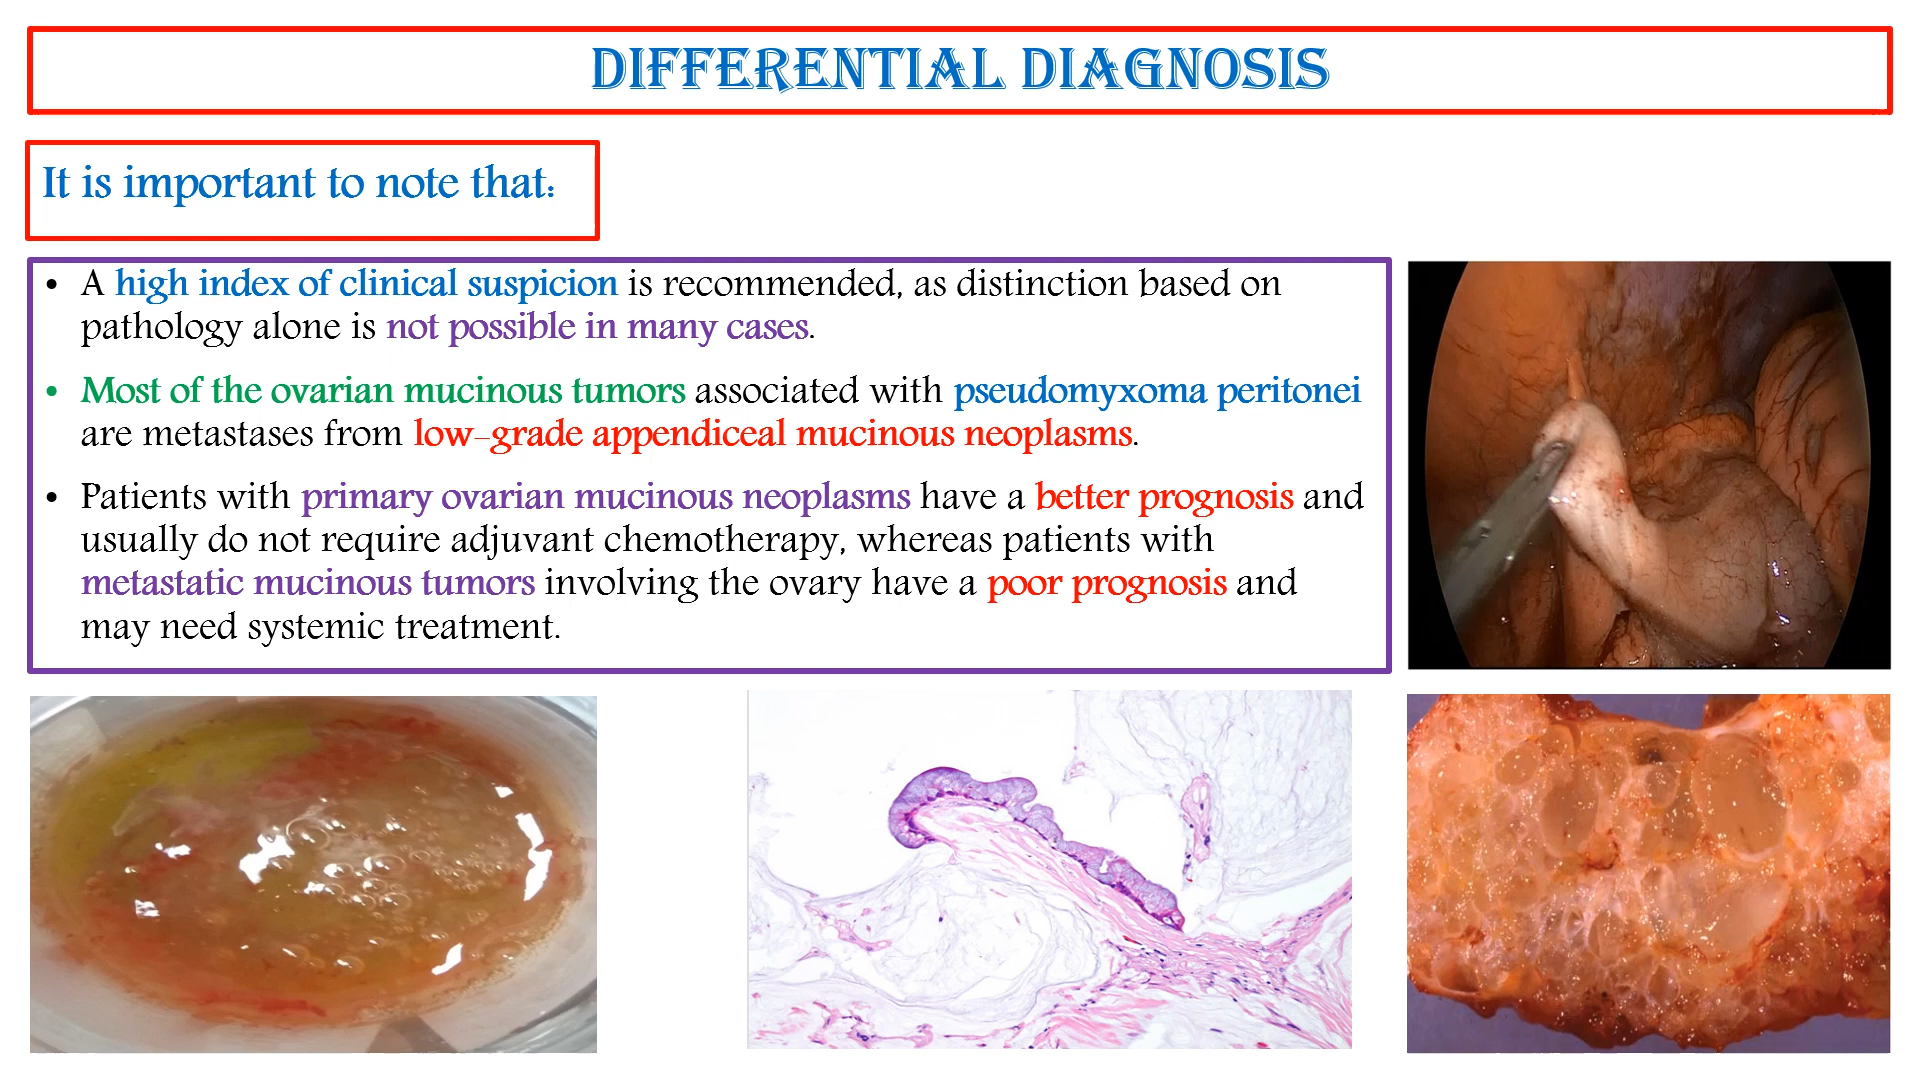 DIFFERENTIAL DIAGNOSIS
It is important to note that:
• A high index of clinical suspicion is recommended, as distinction based on
pathology alone is not possible in many cases.
• Most of the ovarian mucinous tumors associated with pseudomyxoma peritonei
are metastases from low-grade appendiceal mucinous neoplasms.
• Patients with primary ovarian mucinous neoplasms have a better prognosis and
usually do not require adjuvant chemotherapy, whereas patients with
metastatic mucinous tumors involving the ovary have a poor prognosis and
may need systemic treatment.